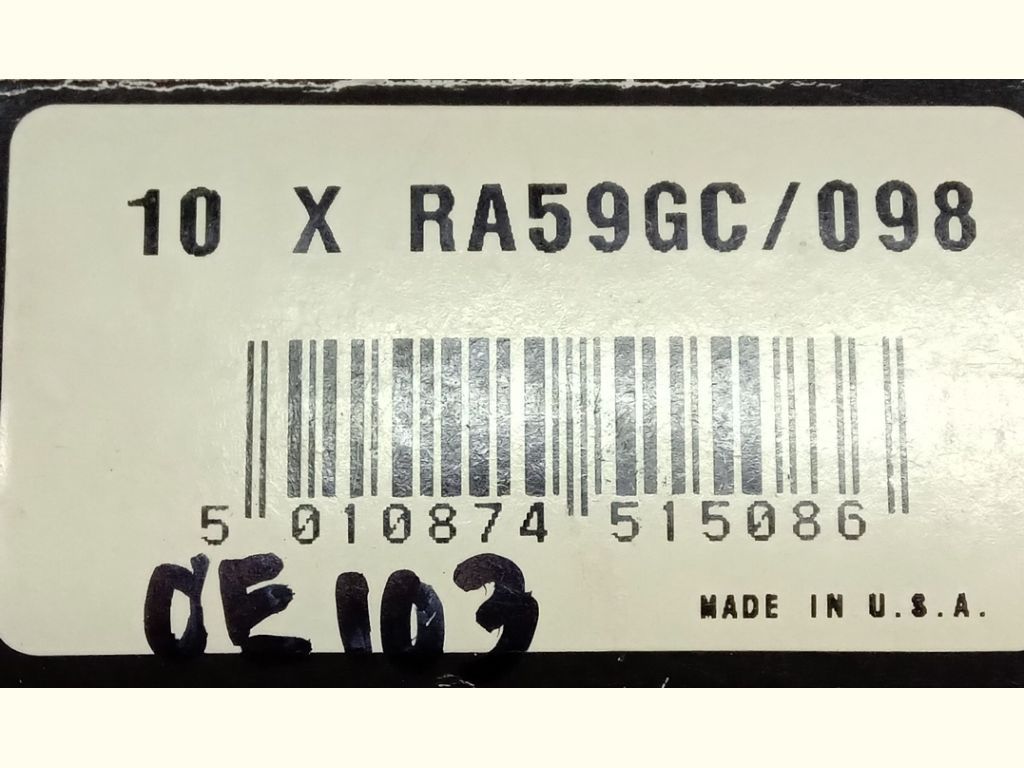 10 X RA59GC/098
5 010874 515086
OE103
MADE IN U.S.A.